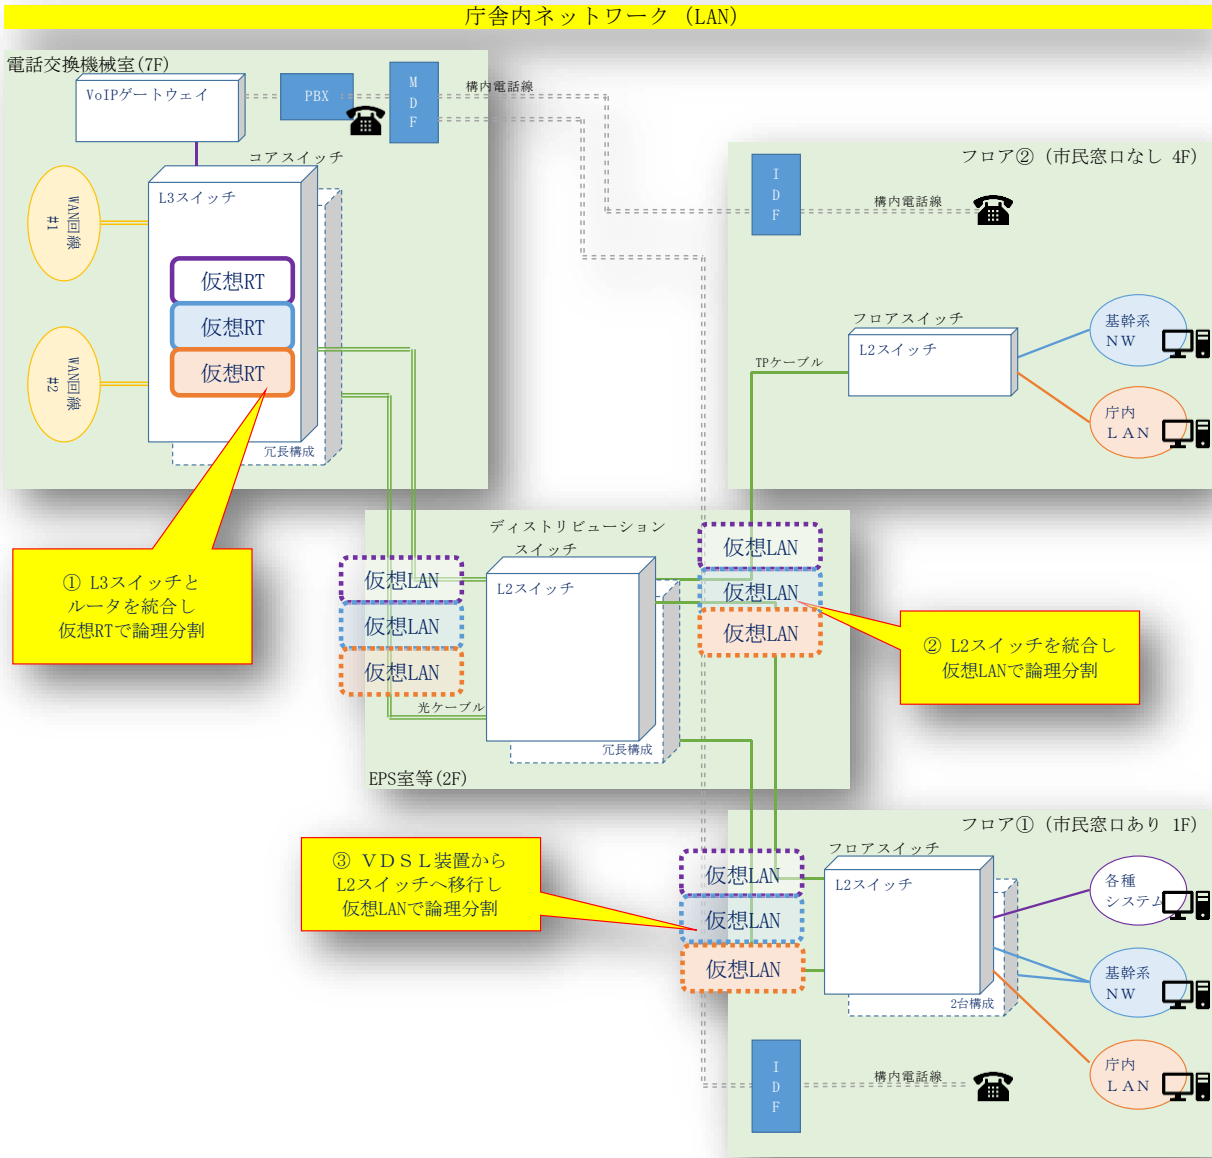 庁舎内ネットワーク（LAN）
電話交換機械室(7F)
VoIPゲートウェイ
PBX
M
D
F
構内電話線
コアスイッチ
L3スイッチ
WAN回線
#1
仮想RT
仮想RT
仮想RT
WAN回線
#2
冗長構成
① L3スイッチと
ルータを統合し
仮想RTで論理分割
フロア②（市民窓口なし 4F）
I
D
F
構内電話線
フロアスイッチ
L2スイッチ
TPケーブル
基幹系
NW
庁内
LAN
ディストリビューション
スイッチ
L2スイッチ
仮想LAN
仮想LAN
仮想LAN
仮想LAN
仮想LAN
仮想LAN
光ケーブル
冗長構成
EPS室等(2F)
② L2スイッチを統合し
仮想LANで論理分割
③ ＶＤＳＬ装置から
L2スイッチへ移行し
仮想LANで論理分割
フロア①（市民窓口あり 1F）
フロアスイッチ
L2スイッチ
仮想LAN
仮想LAN
仮想LAN
2台構成
各種
システム
基幹系
NW
庁内
LAN
I
D
F
構内電話線